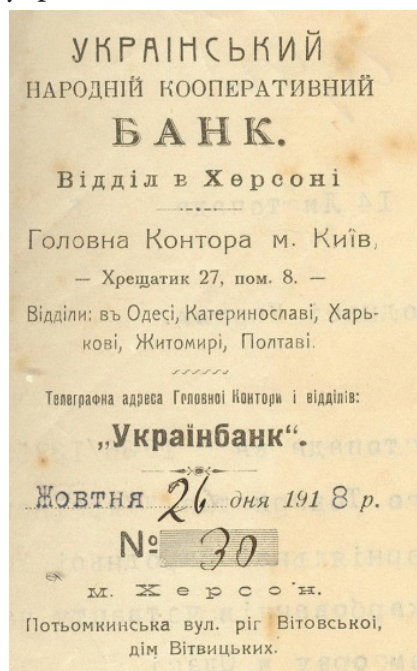 УКРАІНСЬКИЙ
НАРОДНІЙ КООПЕРАТИВНИЙ
БАНК.
Відділ в Херсоні
Головна Контора м. Київ,
— Хрещатик 27, пом. 8. —
Відділи: въ Одесі, Катеринославі, Харь-
кові, Житомирі, Полтаві.
Телеграфна адреса Головної Контори і відділів:
„Українбанк“.
ЖОВТНЯ 26 дня 1918 р.
№ 30
м. Херсон.
Потьомкинська вул. ріг Вітовської,
дім Вітвицьких.